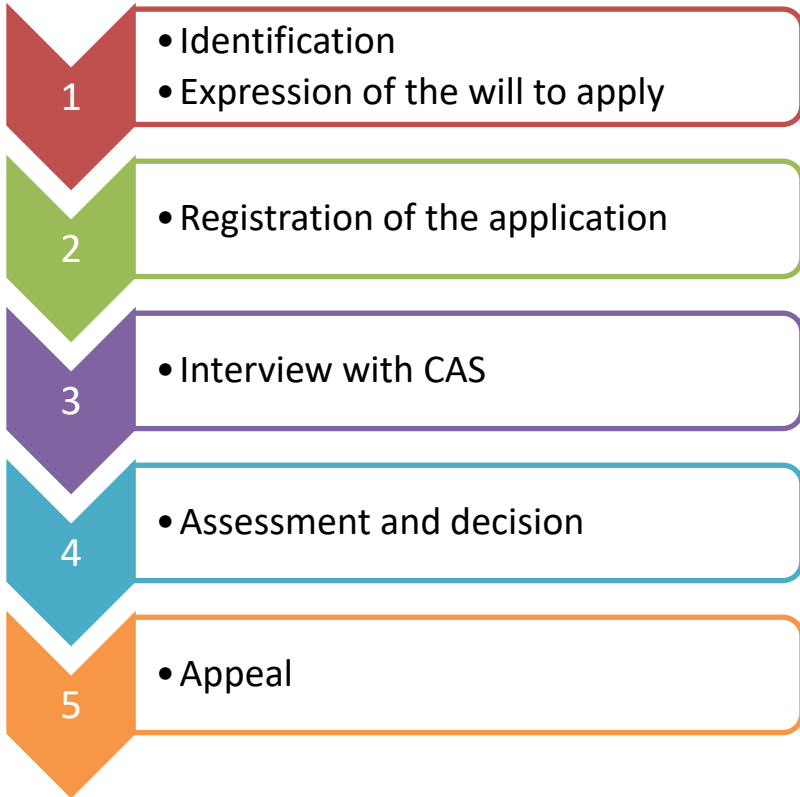 1
• Identification
• Expression of the will to apply
2
• Registration of the application
3
• Interview with CAS
4
• Assessment and decision
5
• Appeal